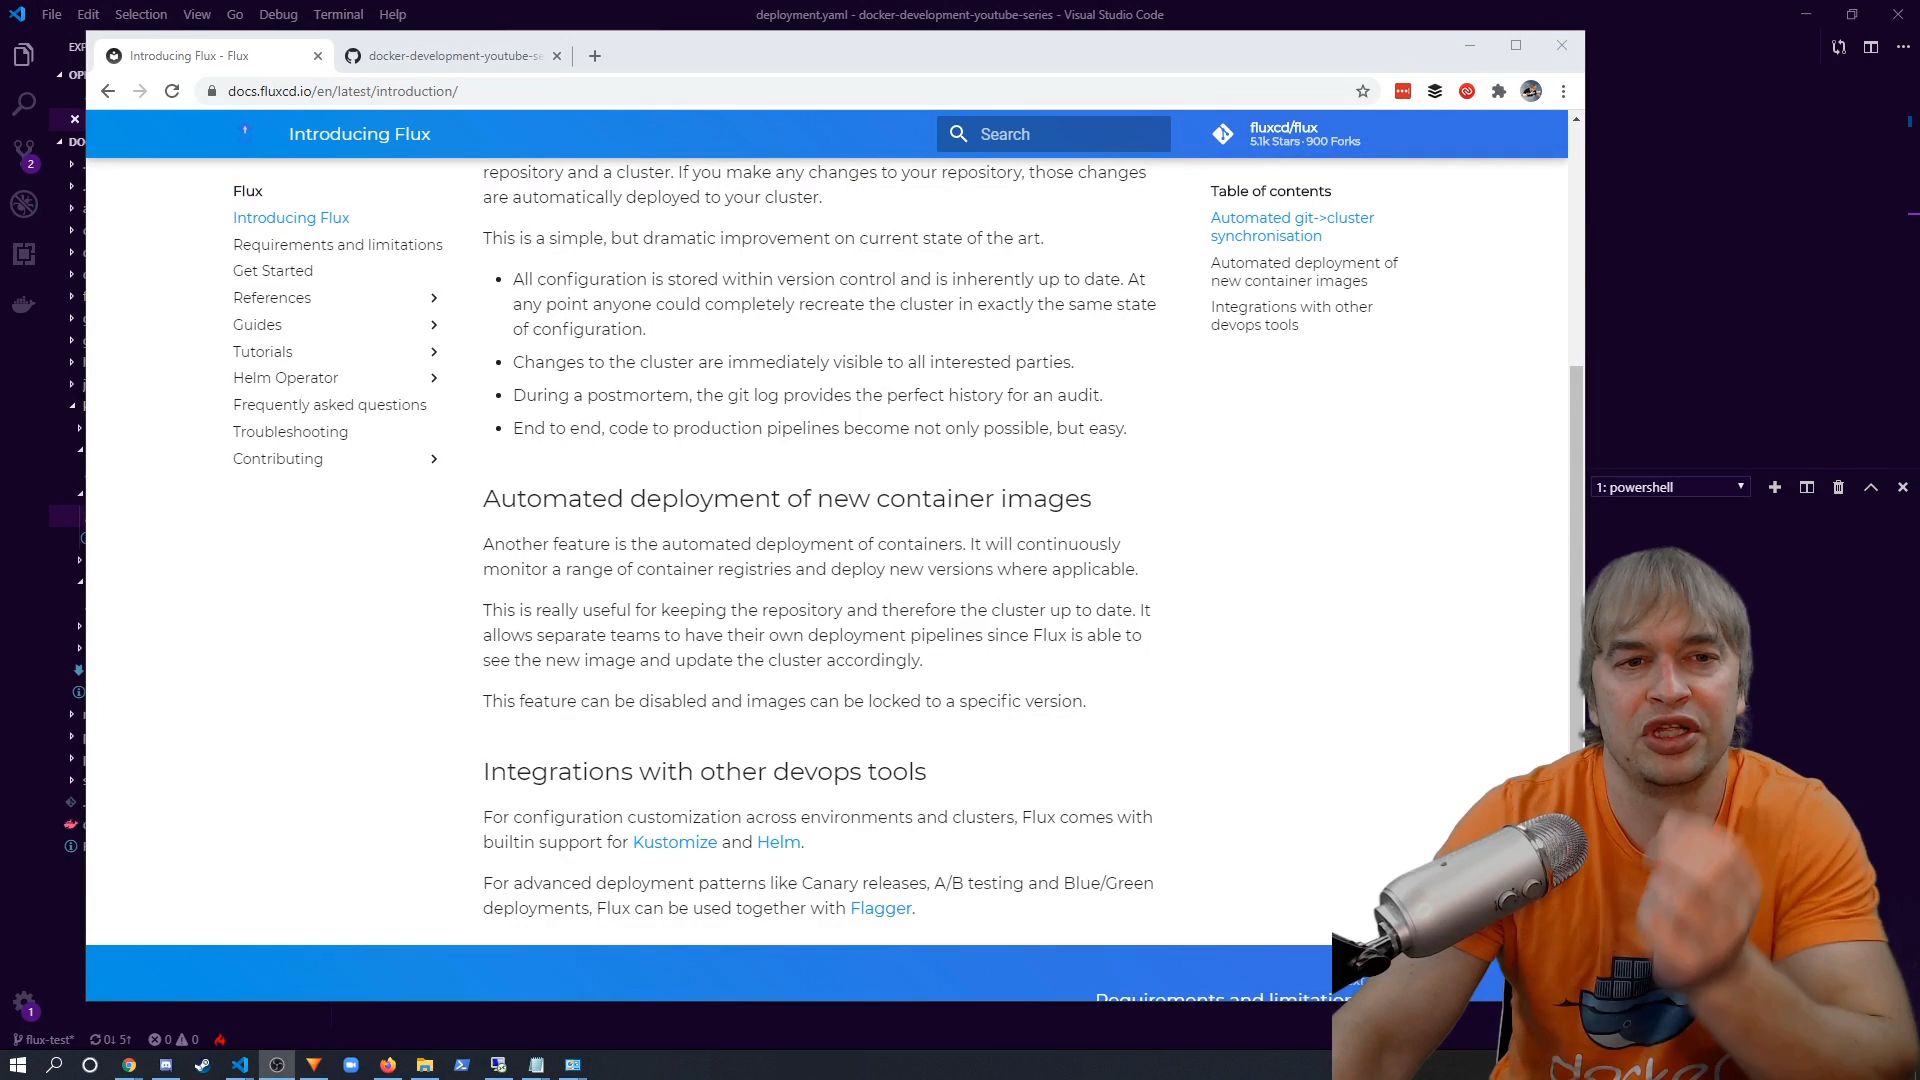 File Edit Selection View Go Debug Terminal Help
deployment.yaml - docker-development-youtube-series - Visual Studio Code
Introducing Flux - Flux
docker-development-youtube-se
docs.fluxcd.io/en/latest/introduction/
Introducing Flux
Search
fluxcd/flux
5.1k Stars · 900 Forks
Flux
Introducing Flux
Requirements and limitations
Get Started
References
Guides
Tutorials
Helm Operator
Frequently asked questions
Troubleshooting
Contributing
repository and a cluster. If you make any changes to your repository, those changes
are automatically deployed to your cluster.
This is a simple, but dramatic improvement on current state of the art.
• All configuration is stored within version control and is inherently up to date. At
any point anyone could completely recreate the cluster in exactly the same state
of configuration.
• Changes to the cluster are immediately visible to all interested parties.
• During a postmortem, the git log provides the perfect history for an audit.
• End to end, code to production pipelines become not only possible, but easy.
Automated deployment of new container images
Another feature is the automated deployment of containers. It will continuously
monitor a range of container registries and deploy new versions where applicable.
This is really useful for keeping the repository and therefore the cluster up to date. It
allows separate teams to have their own deployment pipelines since Flux is able to
see the new image and update the cluster accordingly.
This feature can be disabled and images can be locked to a specific version.
Integrations with other devops tools
For configuration customization across environments and clusters, Flux comes with
builtin support for Kustomize and Helm.
For advanced deployment patterns like Canary releases, A/B testing and Blue/Green
deployments, Flux can be used together with Flagger.
Table of contents
Automated git->cluster
synchronisation
Automated deployment of
new container images
Integrations with other
devops tools
Requirements and limitation
1: powershell
2
1
flux-test*
0↓ 5↑
0
0